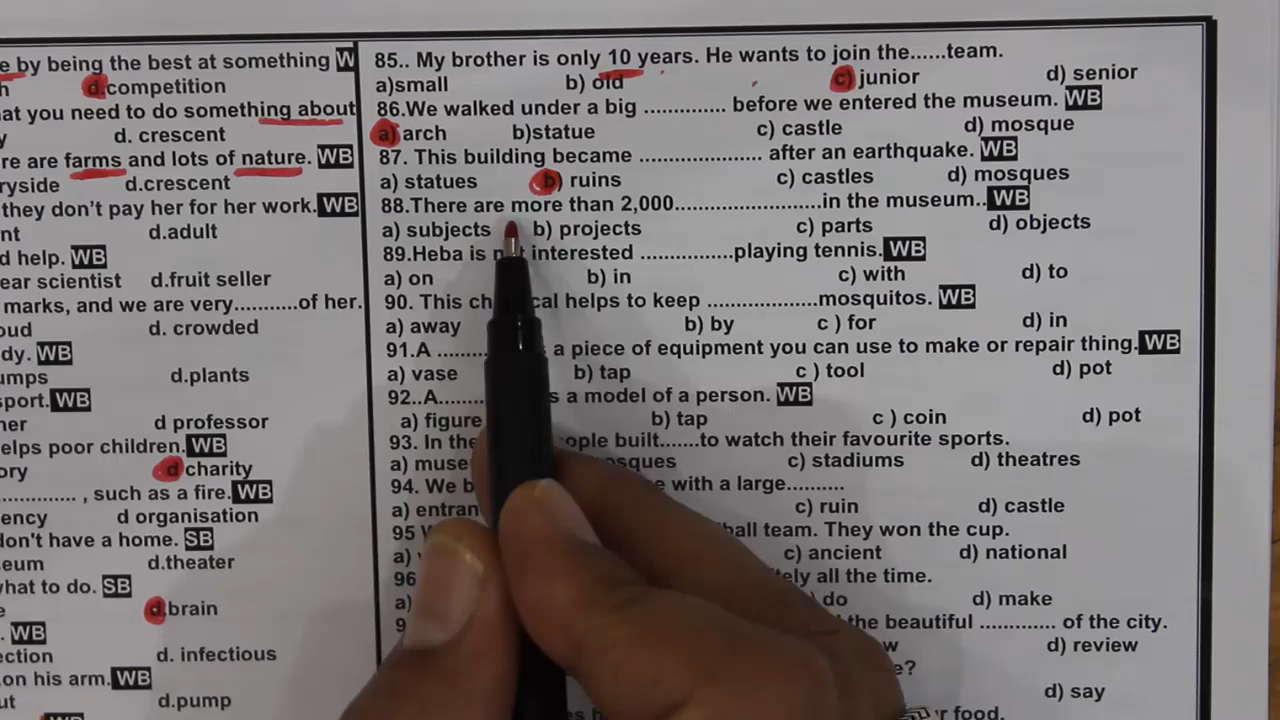 e by being the best at something W
h d.competition
at you need to do something about
y d. crescent
re are farms and lots of nature. WB
ryside d.crescent
they don't pay her for her work. WB
nt d.adult
d help. WB
ear scientist d.fruit seller
marks, and we are very..........of her.
oud d. crowded
dy. WB
umps d.plants
sport. WB
her d professor
elps poor children. WB
ory d charity
............... , such as a fire. WB
ency d organisation
don't have a home. SB
eum d.theater
what to do. SB
e d.brain
. WB
ection d. infectious
on his arm. WB
ut d.pump
85.. My brother is only 10 years. He wants to join the......team.
a)small b) old c) junior d) senior
86.We walked under a big ............. before we entered the museum. WB
a) arch b)statue c) castle d) mosque
87. This building became .................... after an earthquake. WB
a) statues b) ruins c) castles d) mosques
88.There are more than 2,000........................in the museum.. WB
a) subjects b) projects c) parts d) objects
89.Heba is not interested ...............playing tennis. WB
a) on b) in c) with d) to
90. This ch cal helps to keep ..................mosquitos. WB
a) away b) by c ) for d) in
91.A ......... a piece of equipment you can use to make or repair thing. WB
a) vase b) tap c ) tool d) pot
92..A....... s a model of a person. WB
a) figure b) tap c ) coin d) pot
93. In the ople built.......to watch their favourite sports.
a) muse sques c) stadiums d) theatres
94. We b e with a large..........
a) entran c) ruin d) castle
95 ball team. They won the cup.
a) c) ancient d) national
96 tely all the time.
a) do d) make
9 the beautiful ............ of the city.
w d) review
e?
d) say
r food.